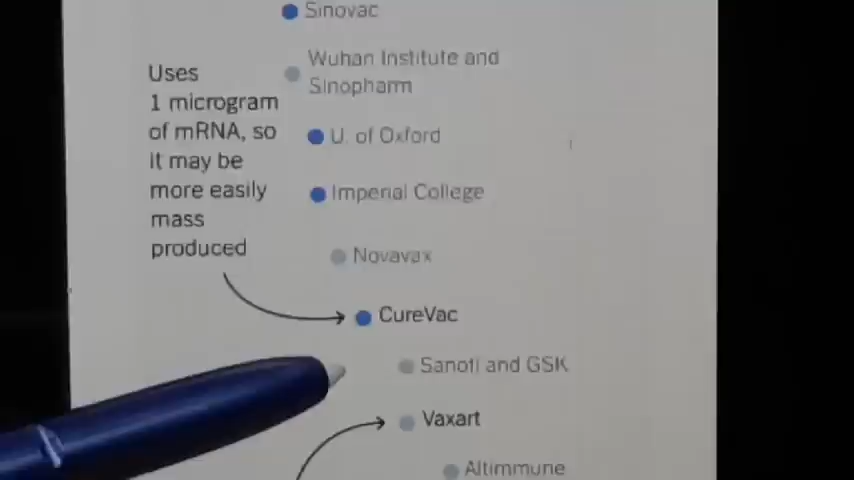 Sinovac
Wuhan Institute and
Sinopharm
Uses
1 microgram
of mRNA, so
it may be
more easily
mass
produced
U. of Oxford
Imperial College
Novavax
CureVac
Sanofi and GSK
Vaxart
Altimmune